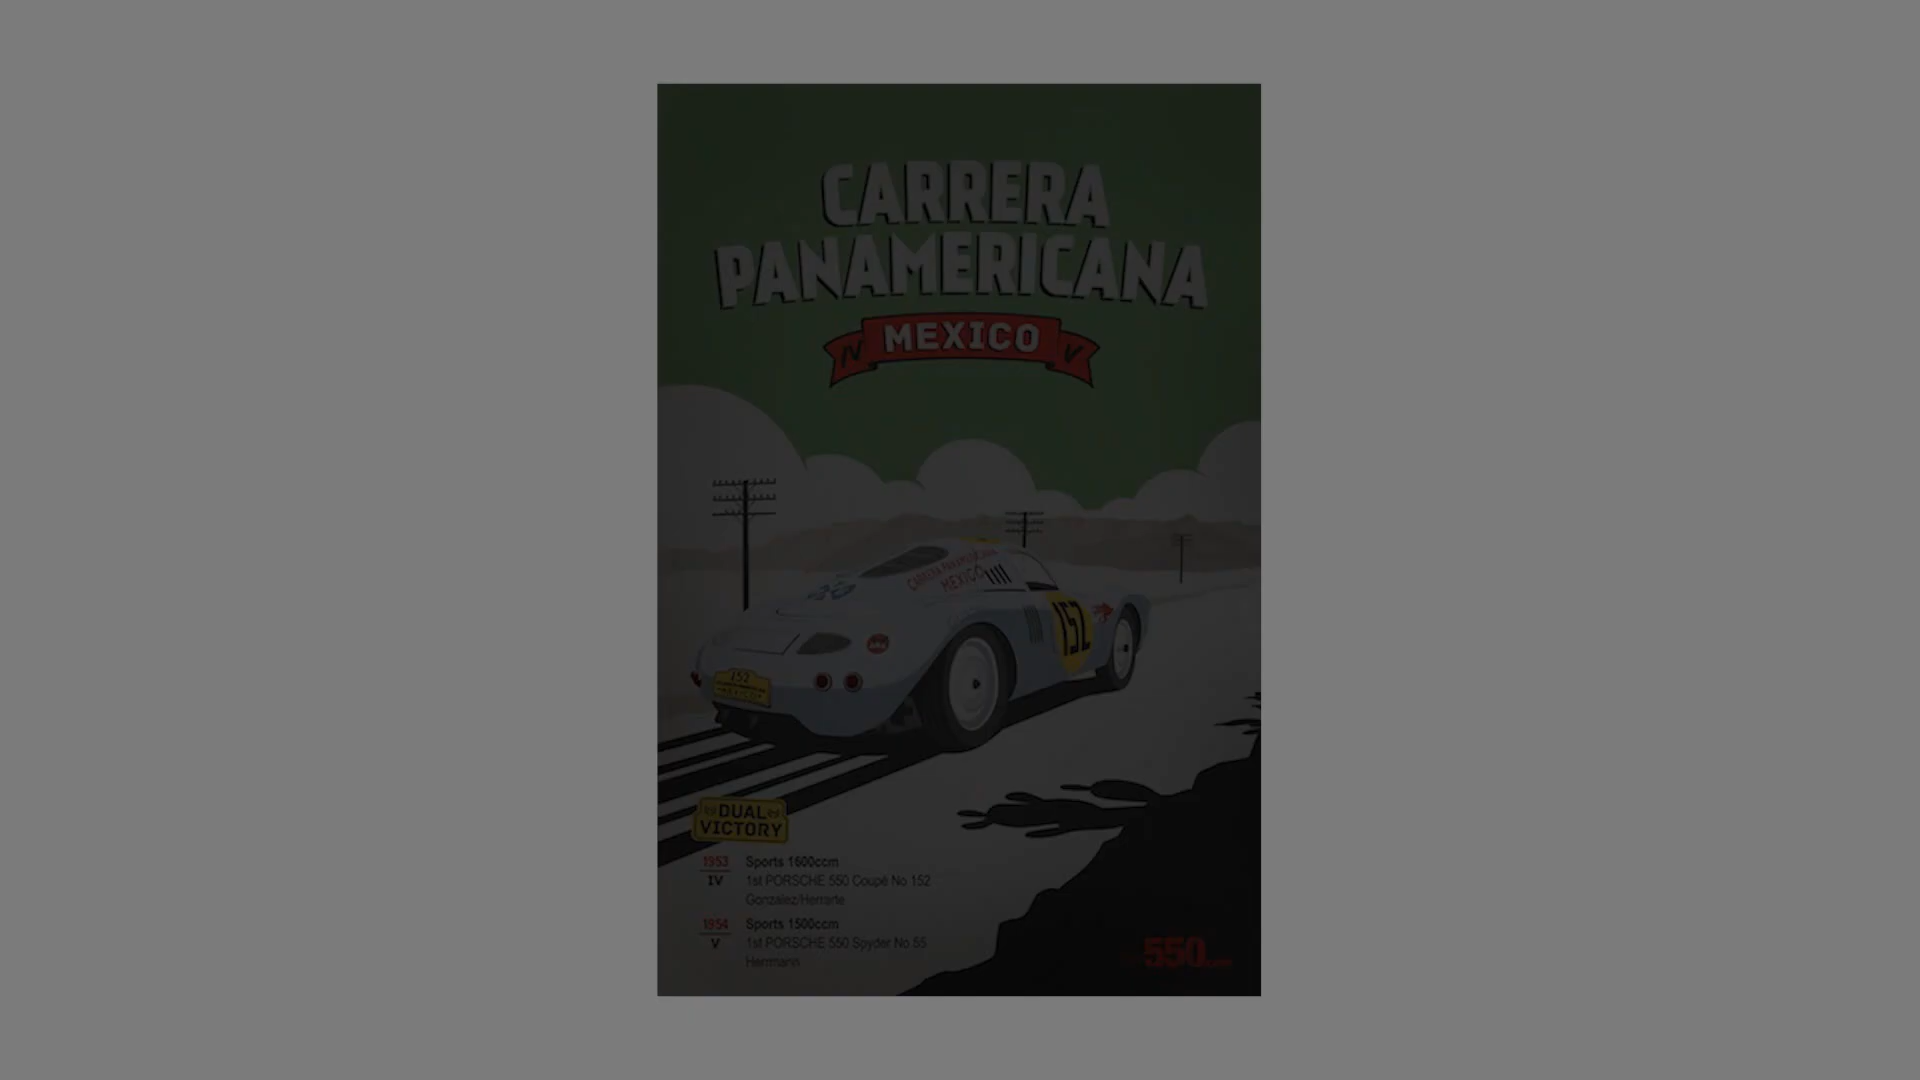 CARRERA
PANAMERICANA
IV MEXICO V
CARRERA PANAMERICANA
MEXICO
152
152
MEXICO
DUAL
VICTORY
1953 Sports 1600ccm
IV 1st PORSCHE 550 Coupé No 152
González/Herrarte
1954 Sports 1500ccm
V 1st PORSCHE 550 Spyder No 55
Herrmann
550